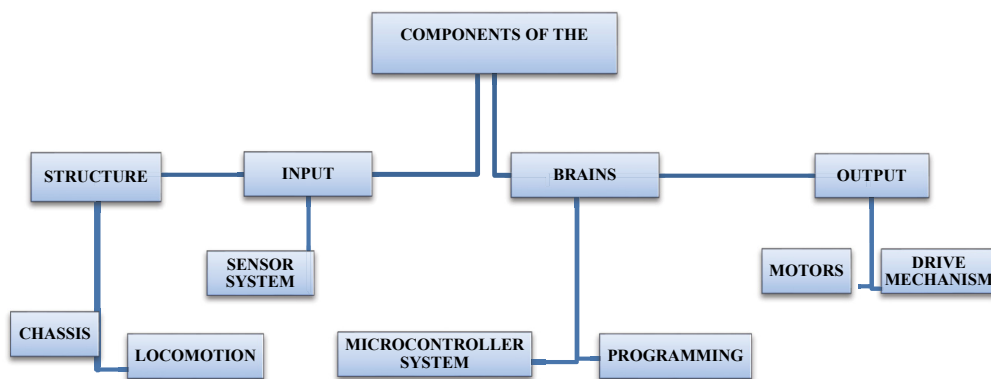 COMPONENTS OF THE
STRUCTURE
INPUT
BRAINS
OUTPUT
SENSOR
SYSTEM
MOTORS
DRIVE
MECHANISM
CHASSIS
LOCOMOTION
MICROCONTROLLER
SYSTEM
PROGRAMMING